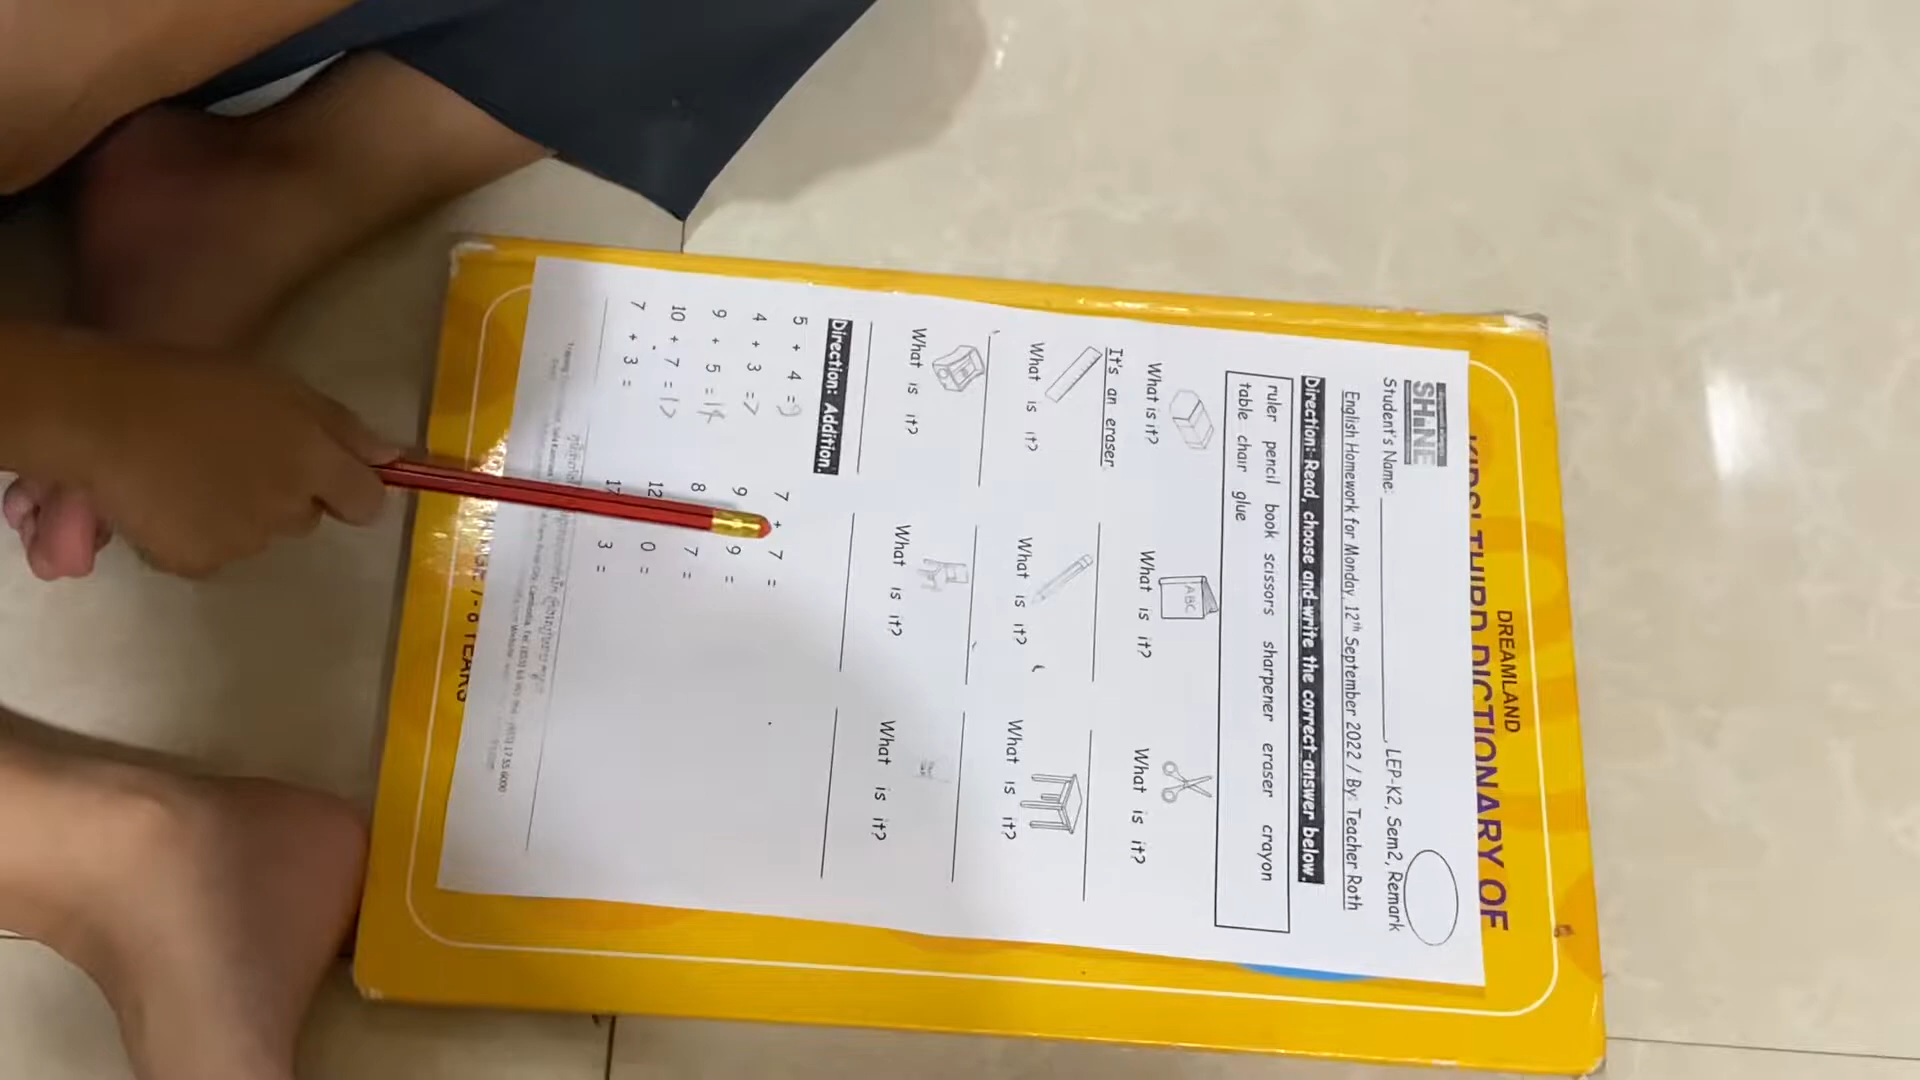 DREAMLAND
DICTIONARY OF
SHINE
Student's Name: , LEP-K2, Sem2, Remark
English Homework for Monday, 12th September 2022 / By: Teacher Roth
Direction: Read, choose and write the correct answer below.
ruler pencil book scissors sharpener eraser crayon
table chair glue
ABC
What is it? What is it? What is it?
It's an eraser.
What is it? What is it? What is it?
What is it? What is it? What is it?
Direction: Addition.
5 + 4 =9 7 + 7 =
4 + 3 =7 9 9 =
9 + 5 =14 8 7 =
10 + 7 =17 12 0 =
7 + 3 = 3 =